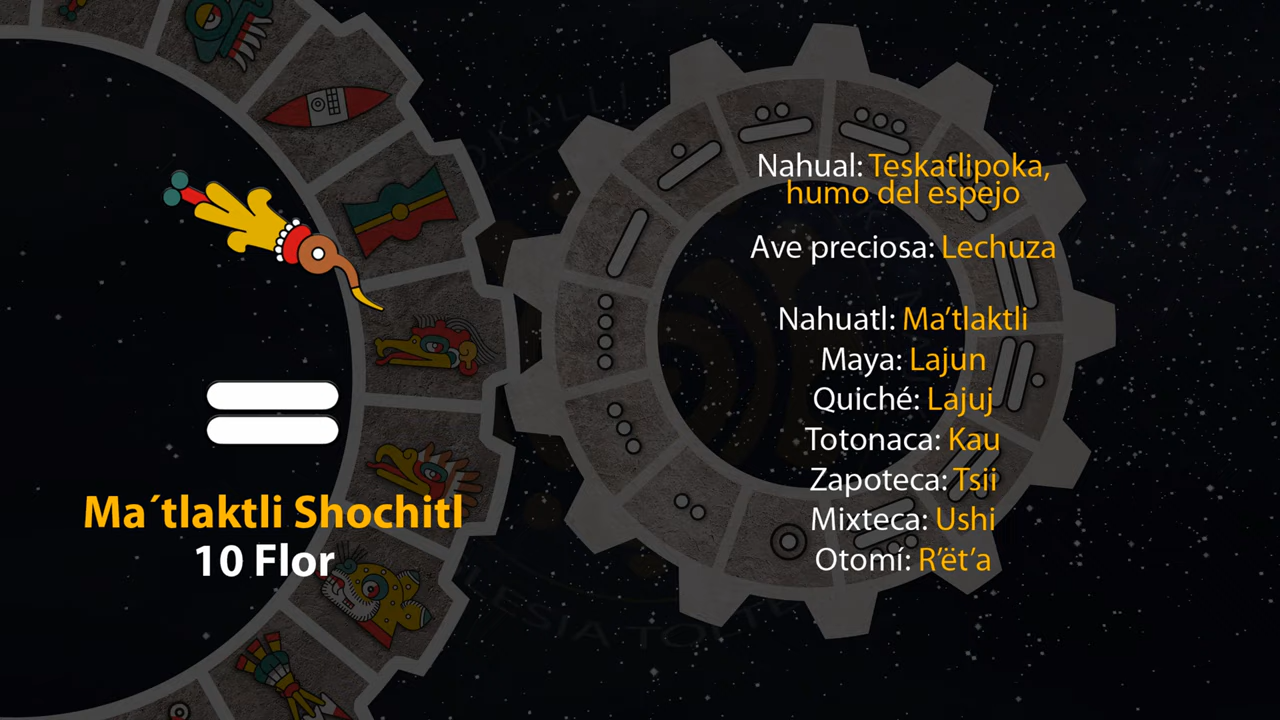 Ma´tlaktli Shochitl
10 Flor
Nahual: Teskatlipoka,
humo del espejo
Ave preciosa: Lechuza
Nahuatl: Ma’tlaktli
Maya: Lajun
Quiché: Lajuj
Totonaca: Kau
Zapoteca: Tsii
Mixteca: Ushi
Otomí: R’ët’a